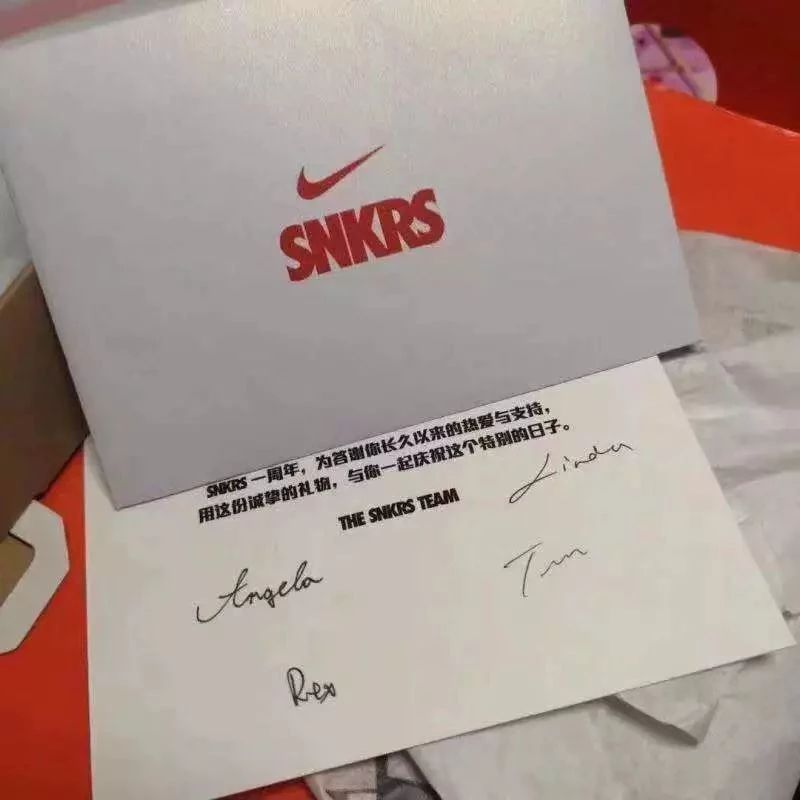 SNKRS
SNKRS 一周年，为答谢你长久以来的热爱与支持，
用这份诚挚的礼物，与你一起庆祝这个特别的日子。
THE SNKRS TEAM
Linda
Angela
Rex